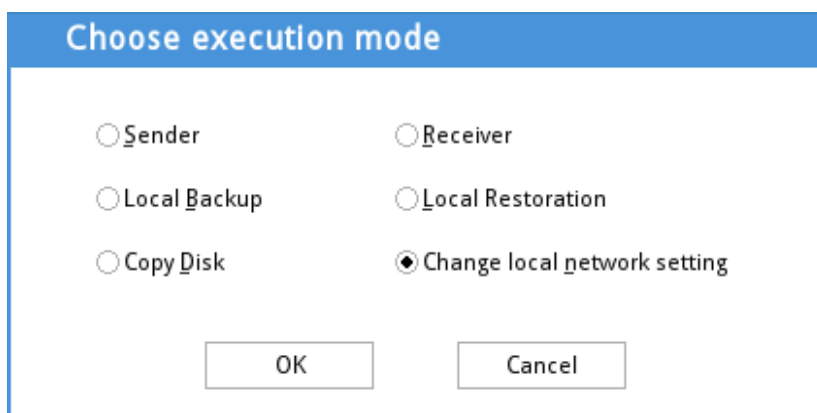 Choose execution mode
Sender Receiver
Local Backup Local Restoration
Copy Disk Change local network setting
OK Cancel